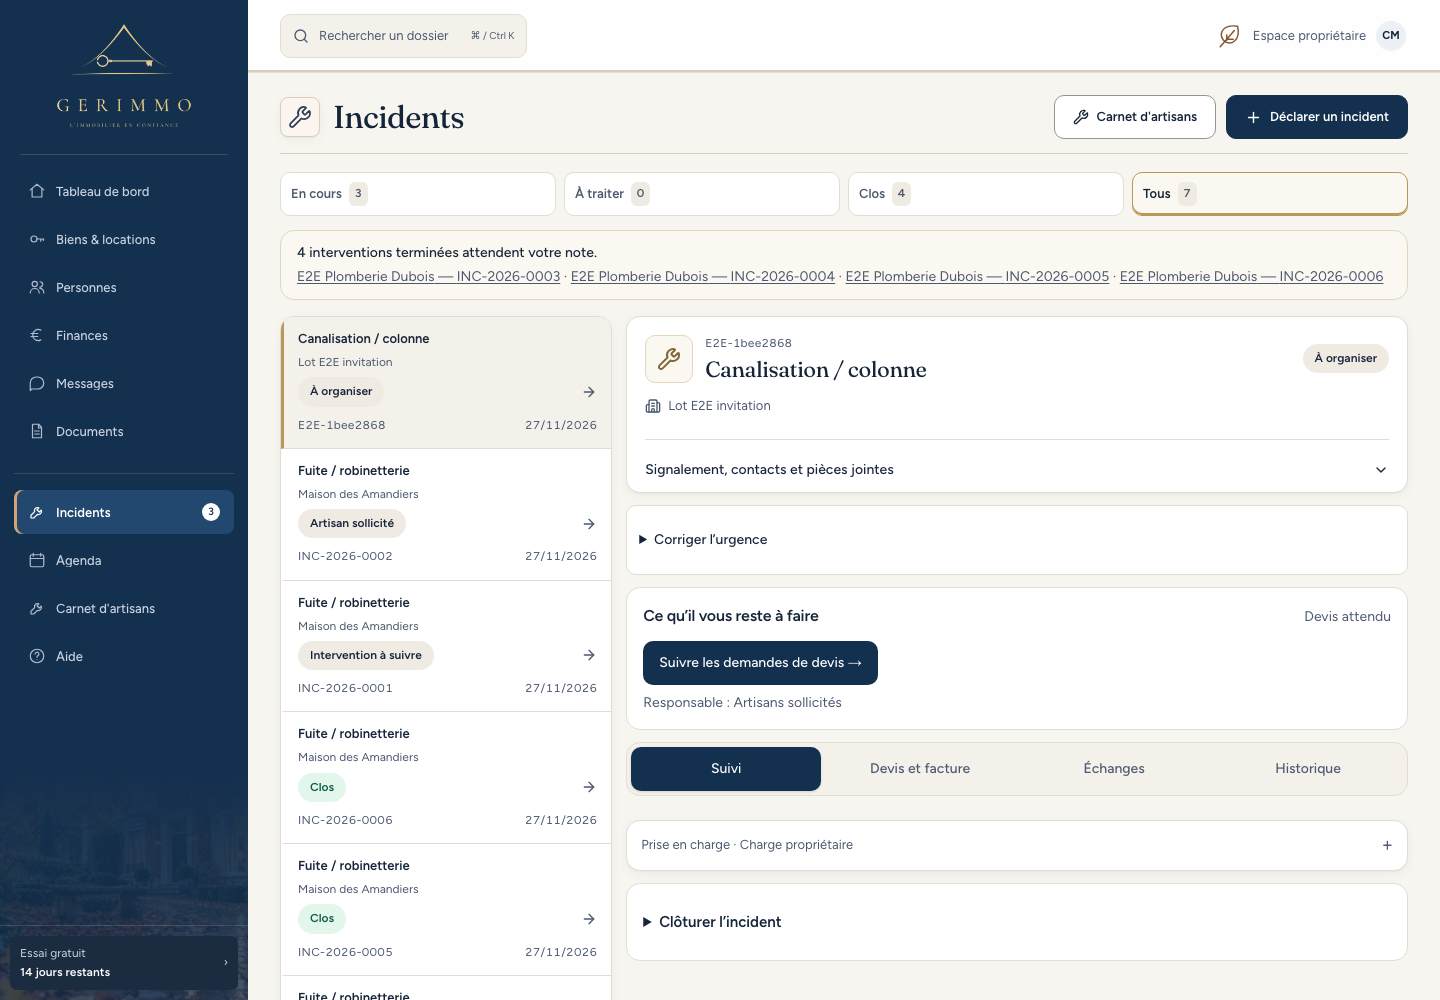 GERIMMO
L'IMMOBILIER EN CONFIANCE
Tableau de bord
Biens & locations
Personnes
Finances
Messages
Documents
Incidents 3
Agenda
Carnet d'artisans
Aide
Essai gratuit
14 jours restants
Rechercher un dossier ⌘ / Ctrl K
Espace propriétaire CM
Incidents
Carnet d'artisans
Déclarer un incident
En cours 3
À traiter 0
Clos 4
Tous 7
4 interventions terminées attendent votre note.
E2E Plomberie Dubois — INC-2026-0003 · E2E Plomberie Dubois — INC-2026-0004 · E2E Plomberie Dubois — INC-2026-0005 · E2E Plomberie Dubois — INC-2026-0006
Canalisation / colonne
Lot E2E invitation
À organiser
E2E-1bee2868 27/11/2026
Fuite / robinetterie
Maison des Amandiers
Artisan sollicité
INC-2026-0002 27/11/2026
Fuite / robinetterie
Maison des Amandiers
Intervention à suivre
INC-2026-0001 27/11/2026
Fuite / robinetterie
Maison des Amandiers
Clos
INC-2026-0006 27/11/2026
Fuite / robinetterie
Maison des Amandiers
Clos
INC-2026-0005 27/11/2026
Fuite / robinetterie
E2E-1bee2868
Canalisation / colonne
À organiser
Lot E2E invitation
Signalement, contacts et pièces jointes
Corriger l’urgence
Ce qu’il vous reste à faire
Devis attendu
Suivre les demandes de devis →
Responsable : Artisans sollicités
Suivi
Devis et facture
Échanges
Historique
Prise en charge · Charge propriétaire +
Clôturer l’incident